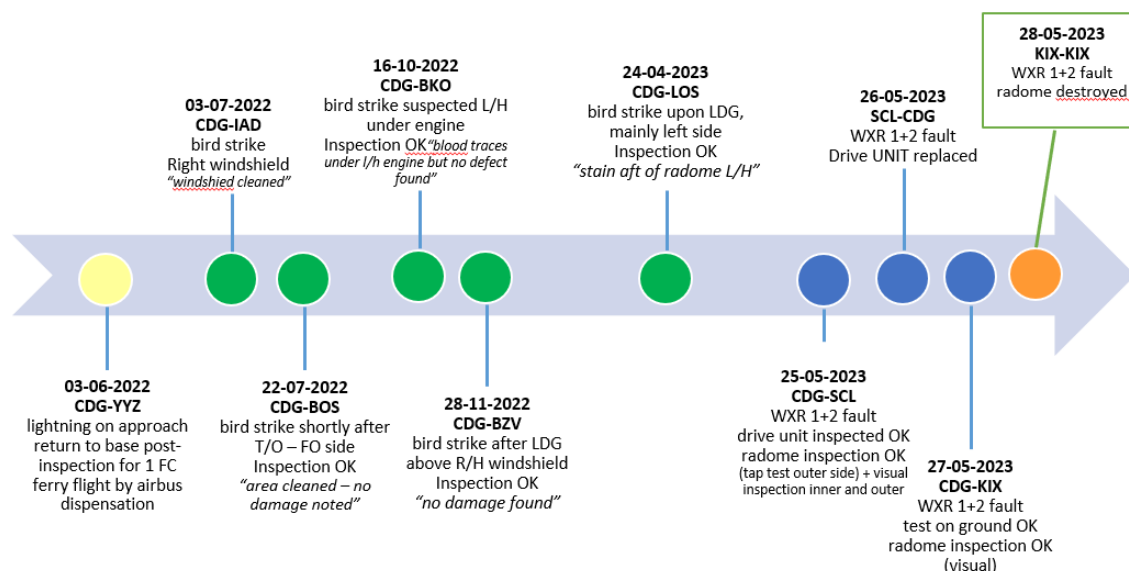 03-06-2022
CDG-YYZ
lightning on approach
return to base post-
inspection for 1 FC
ferry flight by airbus
dispensation
03-07-2022
CDG-IAD
bird strike
Right windshield
“windshied cleaned”
22-07-2022
CDG-BOS
bird strike shortly after
T/O – FO side
Inspection OK
“area cleaned – no
damage noted”
16-10-2022
CDG-BKO
bird strike suspected L/H
under engine
Inspection OK“blood traces
under l/h engine but no defect
found”
28-11-2022
CDG-BZV
bird strike after LDG
above R/H windshield
Inspection OK
“no damage found”
24-04-2023
CDG-LOS
bird strike upon LDG,
mainly left side
Inspection OK
“stain aft of radome L/H”
25-05-2023
CDG-SCL
WXR 1+2 fault
drive unit inspected OK
radome inspection OK
(tap test outer side) + visual
inspection inner and outer
26-05-2023
SCL-CDG
WXR 1+2 fault
Drive UNIT replaced
27-05-2023
CDG-KIX
WXR 1+2 fault
test on ground OK
radome inspection OK
(visual)
28-05-2023
KIX-KIX
WXR 1+2 fault
radome destroyed